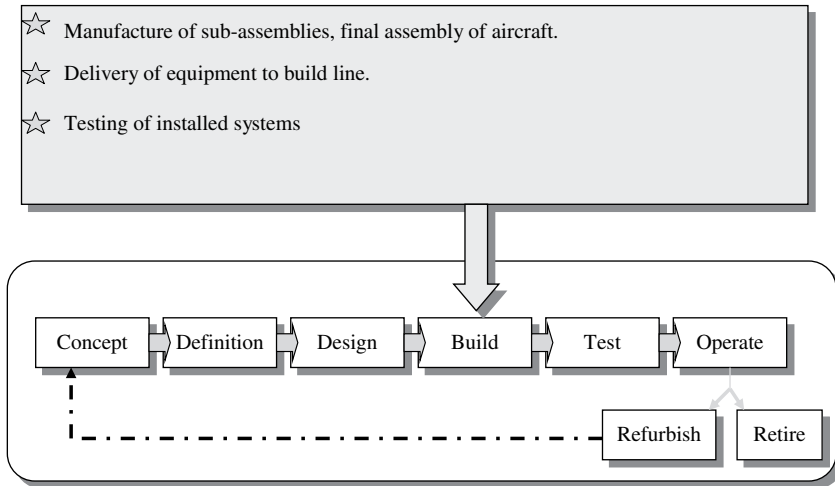 Manufacture of sub-assemblies, final assembly of aircraft.
Delivery of equipment to build line.
Testing of installed systems
Concept
Definition
Design
Build
Test
Operate
Refurbish
Retire